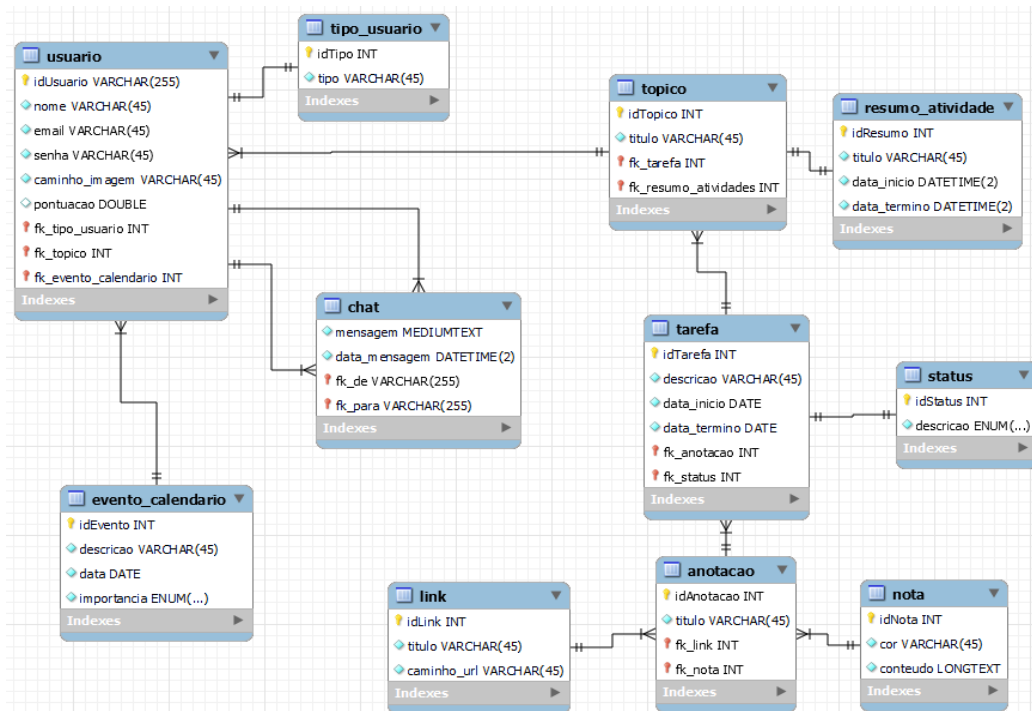 usuario
idUsuario VARCHAR(255)
nome VARCHAR(45)
email VARCHAR(45)
senha VARCHAR(45)
caminho_imagem VARCHAR(45)
pontuacao DOUBLE
fk_tipo_usuario INT
fk_topico INT
fk_evento_calendario INT
Indexes
tipo_usuario
idTipo INT
tipo VARCHAR(45)
Indexes
topico
idTopico INT
titulo VARCHAR(45)
fk_tarefa INT
fk_resumo_atividades INT
Indexes
resumo_atividade
idResumo INT
titulo VARCHAR(45)
data_inicio DATETIME(2)
data_termino DATETIME(2)
Indexes
chat
mensagem MEDIUMTEXT
data_mensagem DATETIME(2)
fk_de VARCHAR(255)
fk_para VARCHAR(255)
Indexes
tarefa
idTarefa INT
descricao VARCHAR(45)
data_inicio DATE
data_termino DATE
fk_anotacao INT
fk_status INT
Indexes
status
idStatus INT
descricao ENUM(...)
Indexes
evento_calendario
idEvento INT
descricao VARCHAR(45)
data DATE
importancia ENUM(...)
Indexes
link
idLink INT
titulo VARCHAR(45)
caminho_url VARCHAR(45)
Indexes
anotacao
idAnotacao INT
titulo VARCHAR(45)
fk_link INT
fk_nota INT
Indexes
nota
idNota INT
cor VARCHAR(45)
conteudo LONGTEXT
Indexes